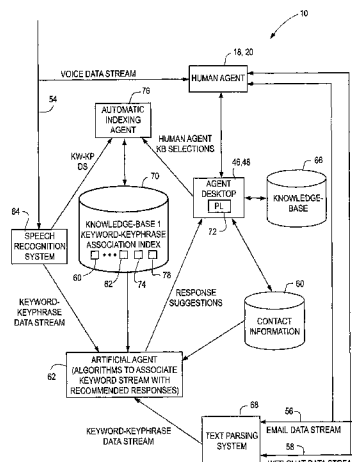 10
18, 20
VOICE DATA STREAM
HUMAN AGENT
54
76
AUTOMATIC
INDEXING
AGENT
HUMAN AGENT
KB SELECTIONS
KW-KP
DS
70
46,48
AGENT
DESKTOP
PL
72
66
KNOWLEDGE-
BASE
64
SPEECH
RECOGNITION
SYSTEM
KNOWLEDGE-BASE 1
KEYWORD-KEYPHRASE
ASSOCIATION INDEX
60 62 74 78
RESPONSE
SUGGESTIONS
60
CONTACT
INFORMATION
KEYWORD-
KEYPHRASE
DATA STREAM
62
ARTIFICIAL AGENT
(ALGORITHMS TO ASSOCIATE
KEYWORD STREAM WITH
RECOMMENDED RESPONSES)
68
56
EMAIL DATA STREAM
KEYWORD-KEYPHRASE
DATA STREAM
TEXT PARSING
SYSTEM
58